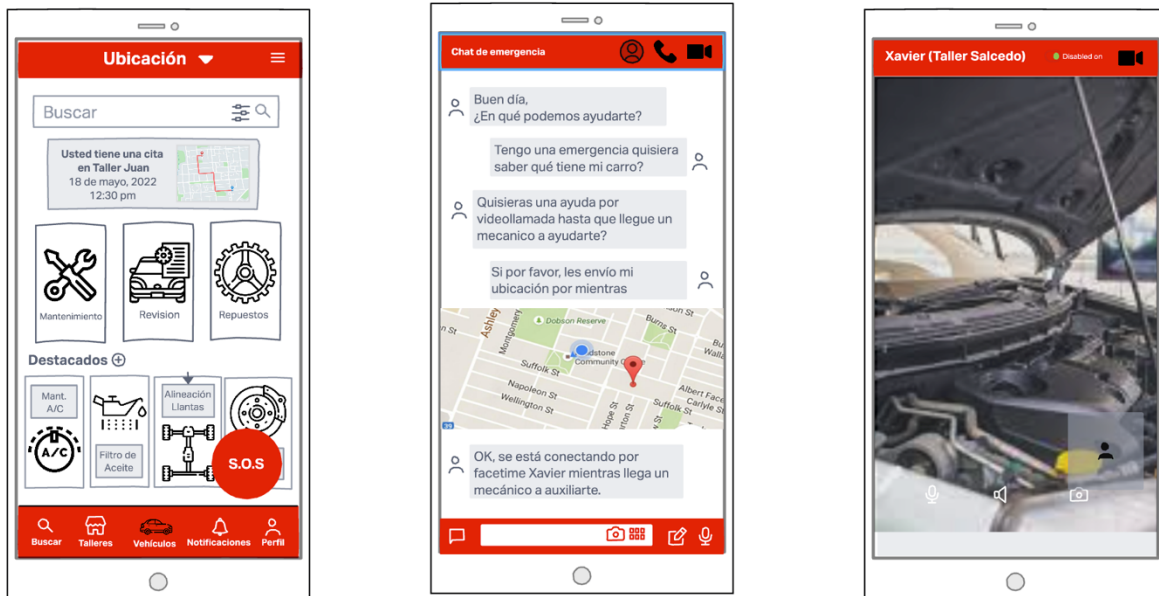 Ubicación
Buscar
Usted tiene una cita
en Taller Juan
18 de mayo, 2022
12:30 pm
Mantenimiento
Revision
Repuestos
Destacados
Mant.
A/C
A/C
Filtro de
Aceite
Alineación
Llantas
S.O.S
Buscar
Talleres
Vehículos
Notificaciones
Perfil
Chat de emergencia
Buen día,
¿En qué podemos ayudarte?
Tengo una emergencia quisiera
saber qué tiene mi carro?
Quisieras una ayuda por
videollamada hasta que llegue un
mecanico a ayudarte?
Si por favor, les envío mi
ubicación por mientras
Ashley
Montgomery
Dobson Reserve
Burns St
Suffolk St
Community
Napoleon St
Wellington St
Hope St
Suffolk St
Albert Face
Carlyle St
OK, se está conectando por
facetime Xavier mientras llega un
mecánico a auxiliarte.
Xavier (Taller Salcedo)
Disabled on